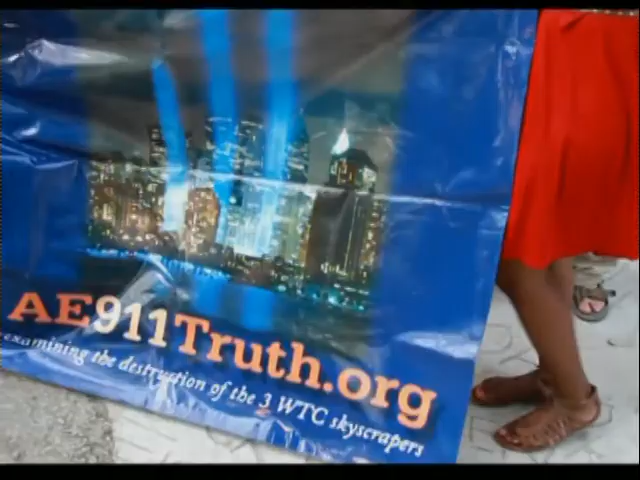 AE911Truth.org
examining the destruction of the 3 WTC skyscrapers